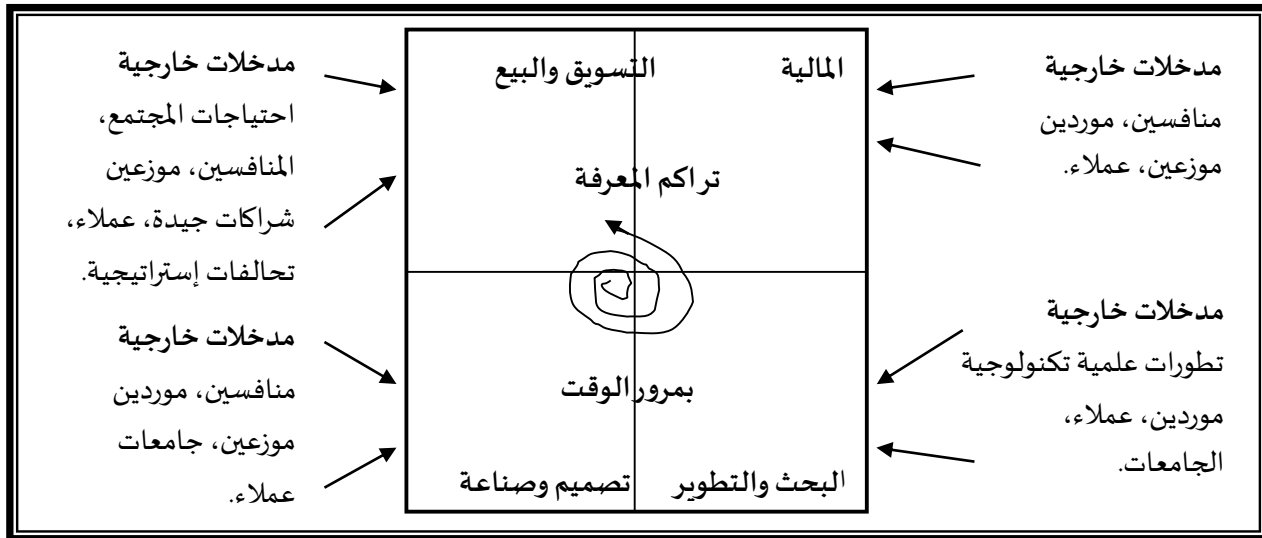 مدخلات خارجية
منافسين، موردين
موزعين، عملاء.
المالية
التسويق والبيع
مدخلات خارجية
احتياجات المجتمع،
المنافسين، موزعين
شراكات جيدة، عملاء،
تحالفات إستراتيجية.
تراكم المعرفة
مدخلات خارجية
تطورات علمية تكنولوجية
موردين، عملاء،
الجامعات.
بمرور الوقت
البحث والتطوير
تصميم وصناعة
مدخلات خارجية
منافسين، موردين
موزعين، جامعات
عملاء.